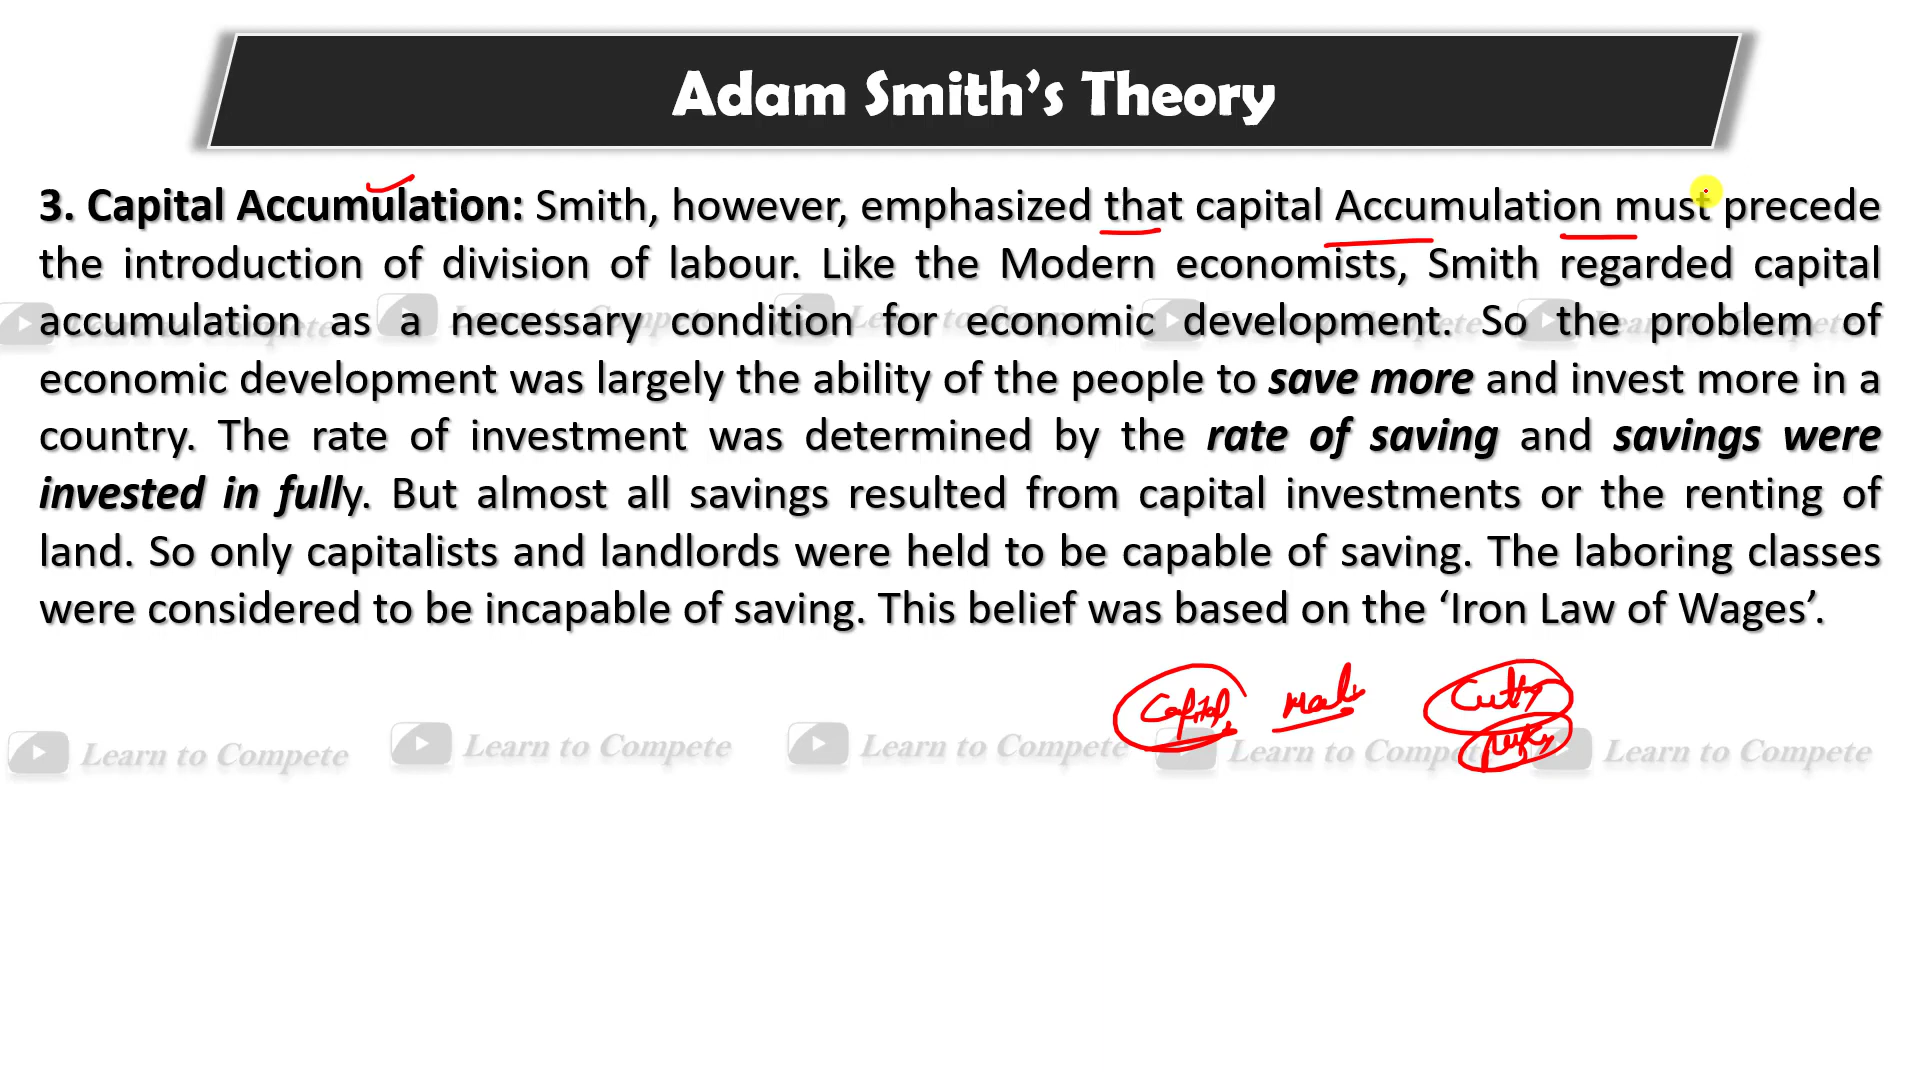 Adam Smith's Theory
3. Capital Accumulation: Smith, however, emphasized that capital Accumulation must precede
the introduction of division of labour. Like the Modern economists, Smith regarded capital
accumulation as a necessary condition for economic development. So the problem of
economic development was largely the ability of the people to save more and invest more in a
country. The rate of investment was determined by the rate of saving and savings were
invested in fully. But almost all savings resulted from capital investments or the renting of
land. So only capitalists and landlords were held to be capable of saving. The laboring classes
were considered to be incapable of saving. This belief was based on the ‘Iron Law of Wages’.
Capital
Learn to Compete Learn to Compete Learn to Compete Learn to Compete Learn to Compete